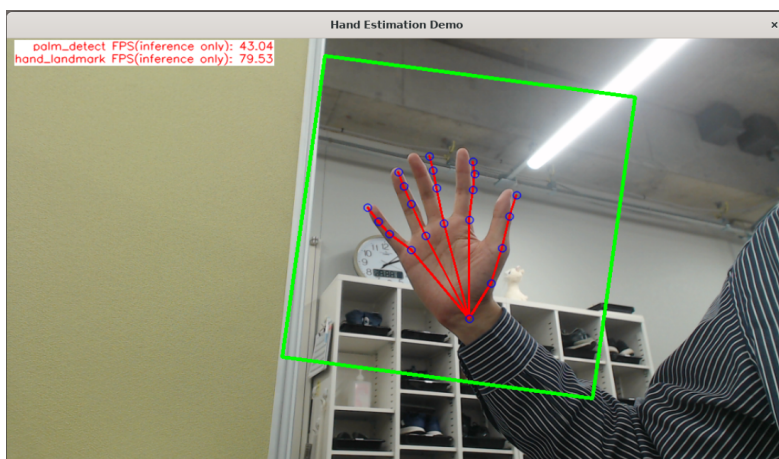 Hand Estimation Demo
×
palm_detect FPS(inference only): 43.04
hand_landmark FPS(inference only): 79.53